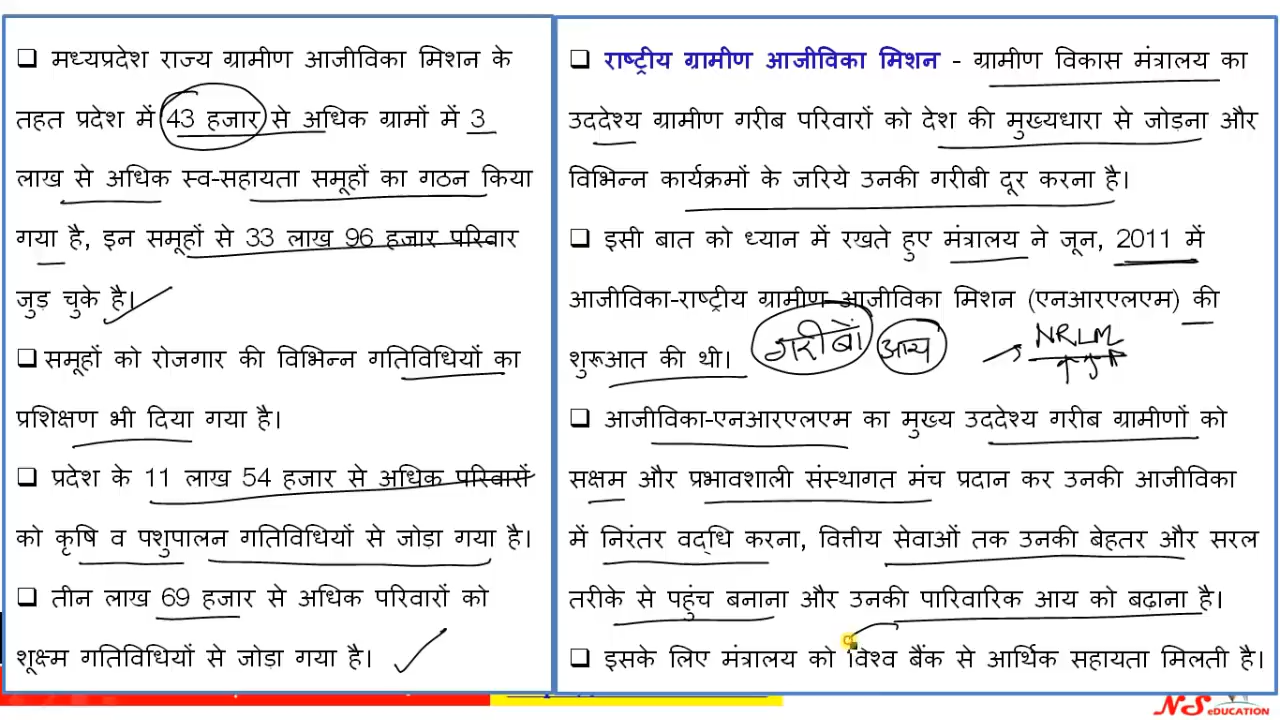 ❑ मध्यप्रदेश राज्य ग्रामीण आजीविका मिशन के
तहत प्रदेश में 43 हजार से अधिक ग्रामों में 3
लाख से अधिक स्व-सहायता समूहों का गठन किया
गया है, इन समूहों से 33 लाख 96 हजार परिवार
जुड़ चुके है।
❑ समूहों को रोजगार की विभिन्न गतिविधियों का
प्रशिक्षण भी दिया गया है।
❑ प्रदेश के 11 लाख 54 हजार से अधिक परिवारों
को कृषि व पशुपालन गतिविधियों से जोड़ा गया है।
❑ तीन लाख 69 हजार से अधिक परिवारों को
शूक्ष्म गतिविधियों से जोड़ा गया है।
❑ राष्ट्रीय ग्रामीण आजीविका मिशन - ग्रामीण विकास मंत्रालय का
उददेश्य ग्रामीण गरीब परिवारों को देश की मुख्यधारा से जोड़ना और
विभिन्न कार्यक्रमों के जरिये उनकी गरीबी दूर करना है।
❑ इसी बात को ध्यान में रखते हुए मंत्रालय ने जून, 2011 में
आजीविका-राष्ट्रीय ग्रामीण आजीविका मिशन (एनआरएलएम) की
शुरूआत की थी।
गरीबों आय
NRLM
❑ आजीविका-एनआरएलएम का मुख्य उददेश्य गरीब ग्रामीणों को
सक्षम और प्रभावशाली संस्थागत मंच प्रदान कर उनकी आजीविका
में निरंतर वद्धि करना, वित्तीय सेवाओं तक उनकी बेहतर और सरल
तरीके से पहुंच बनाना और उनकी पारिवारिक आय को बढ़ाना है।
❑ इसके लिए मंत्रालय को विश्व बैंक से आर्थिक सहायता मिलती है।
NS EDUCATION